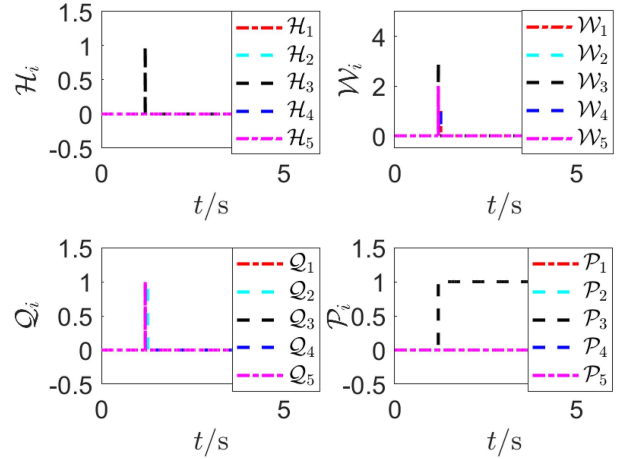 1.5
1
0.5
0
-0.5
0
5
ℋᵢ
t/s
ℋ₁
ℋ₂
ℋ₃
ℋ₄
ℋ₅
4
2
0
0
5
𝒲ᵢ
t/s
𝒲₁
𝒲₂
𝒲₃
𝒲₄
𝒲₅
1.5
1
0.5
0
-0.5
0
5
𝒬ᵢ
t/s
𝒬₁
𝒬₂
𝒬₃
𝒬₄
𝒬₅
1.5
1
0.5
0
-0.5
0
5
𝒫ᵢ
t/s
𝒫₁
𝒫₂
𝒫₃
𝒫₄
𝒫₅